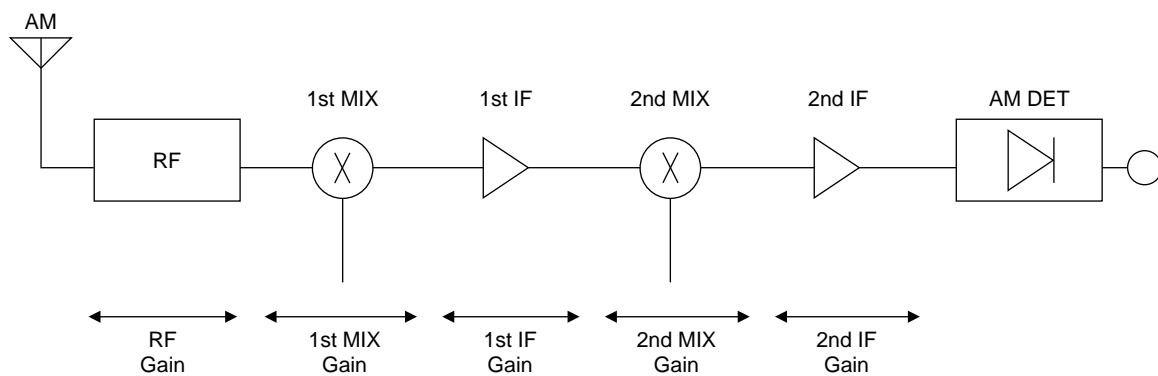 AM
1st MIX
1st IF
2nd MIX
2nd IF
AM DET
RF
RF
Gain
1st MIX
Gain
1st IF
Gain
2nd MIX
Gain
2nd IF
Gain